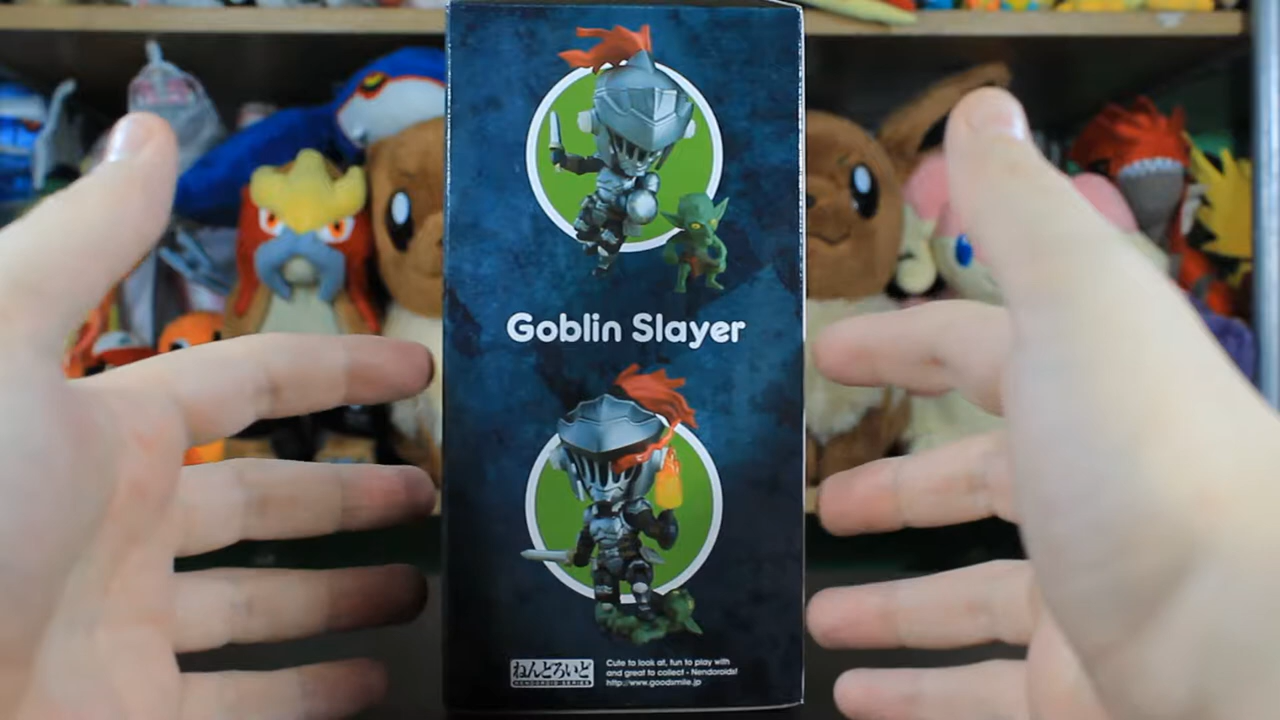 Goblin Slayer
ねんどろいど
NENDOROID SERIES
Cute to look at, fun to play with
and great to collect - Nendoroids!
http://www.goodsmile.jp